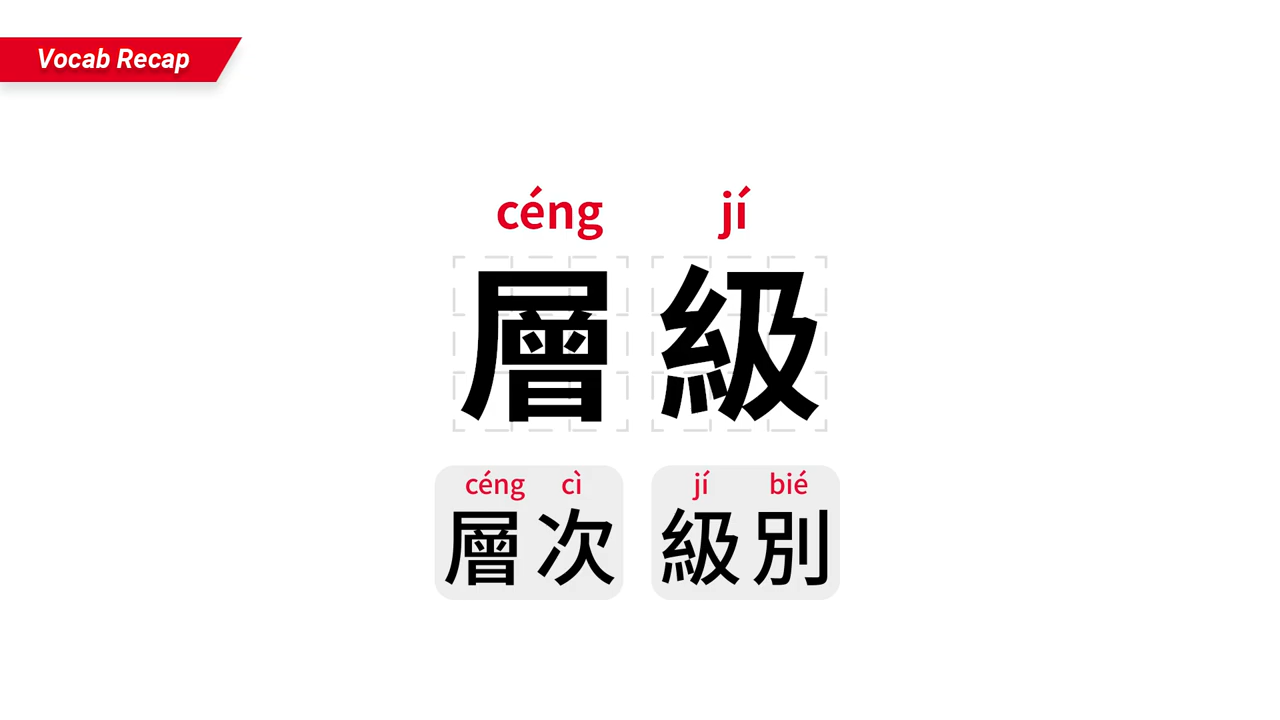 Vocab Recap
céng jí
層級
céng cì
層次
jí bié
級別